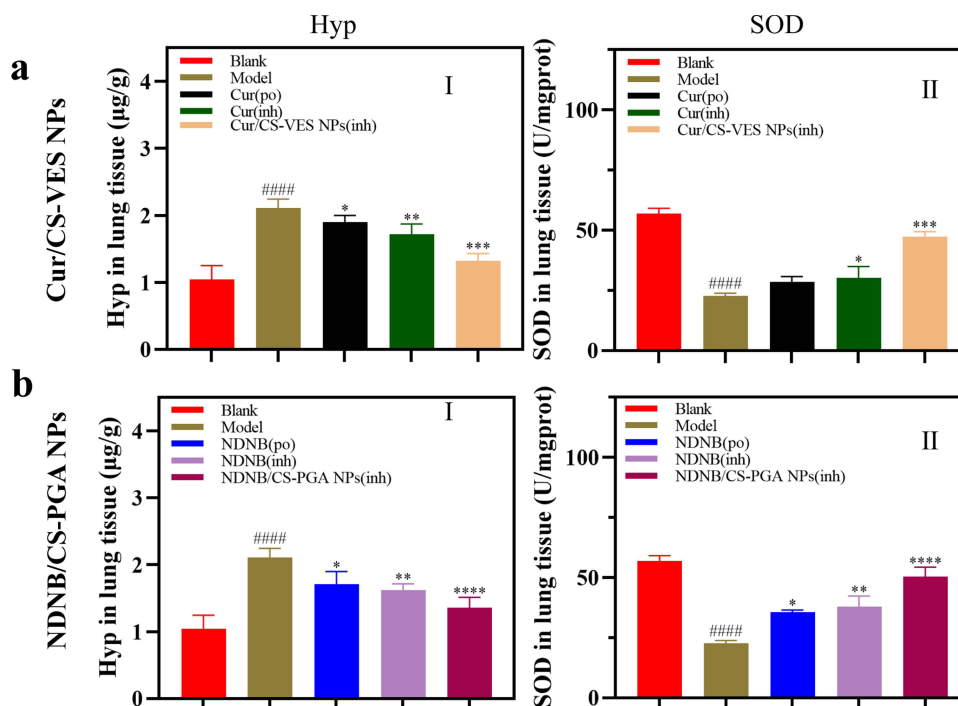 Hyp
SOD
a
Cur/CS-VES NPs
Hyp in lung tissue (μg/g)
4
3
2
1
0
Blank
Model
Cur(po)
Cur(inh)
Cur/CS-VES NPs(inh)
I
####
*
**
***
SOD in lung tissue (U/mgprot)
100
50
0
Blank
Model
Cur(po)
Cur(inh)
Cur/CS-VES NPs(inh)
II
####
*
***
b
NDNB/CS-PGA NPs
Hyp in lung tissue (μg/g)
4
3
2
1
0
Blank
Model
NDNB(po)
NDNB(inh)
NDNB/CS-PGA NPs(inh)
I
####
*
**
****
SOD in lung tissue (U/mgprot)
100
50
0
Blank
Model
NDNB(po)
NDNB(inh)
NDNB/CS-PGA NPs(inh)
II
####
*
**
****